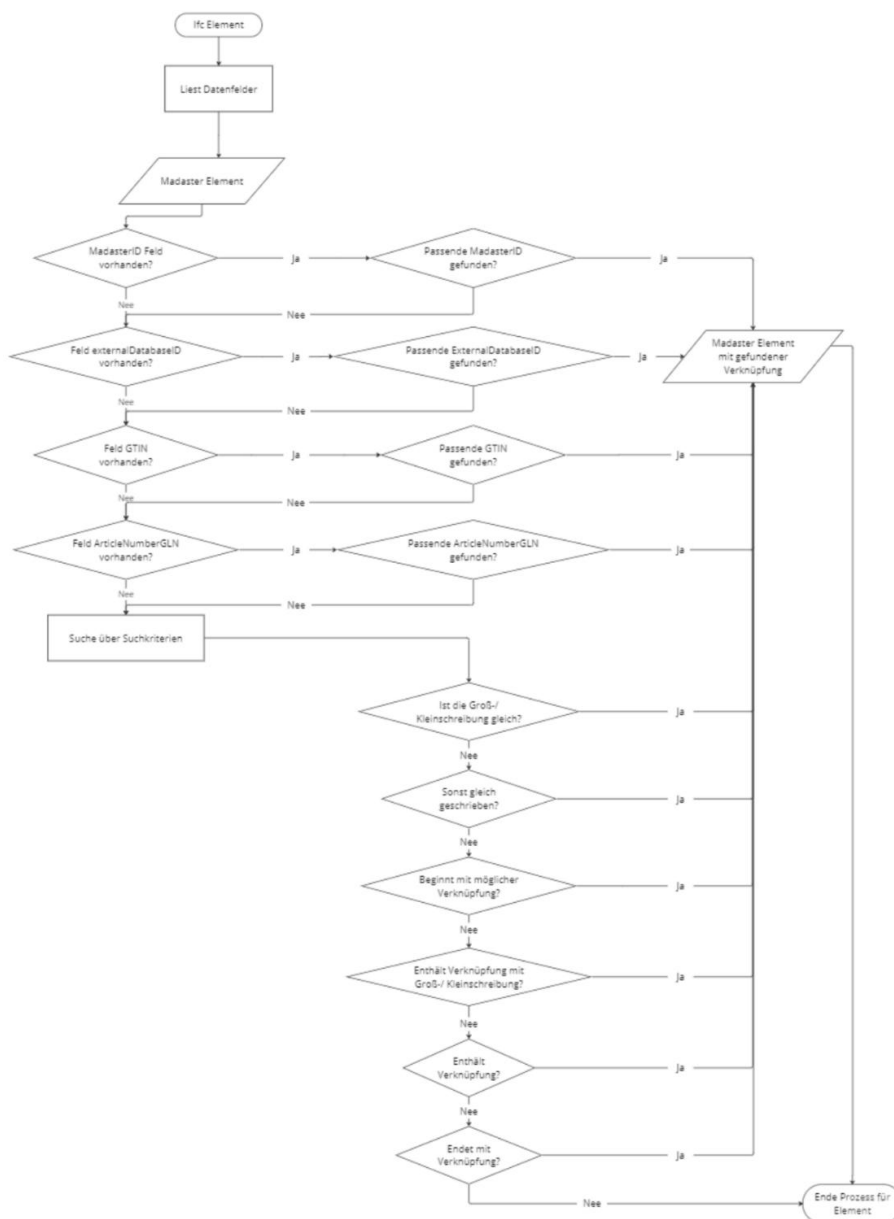 Ifc Element
Liest Datenfelder
Madaster Element
MadasterID Feld
vorhanden?
Ja
Passende MadasterID
gefunden?
Ja
Nee
Nee
Feld externalDatabaseID
vorhanden?
Ja
Passende ExternalDatabaseID
gefunden?
Ja
Madaster Element
mit gefundener
Verknüpfung
Nee
Nee
Feld GTIN
vorhanden?
Ja
Passende GTIN
gefunden?
Ja
Nee
Nee
Feld ArticleNumberGLN
vorhanden?
Ja
Passende ArticleNumberGLN
gefunden?
Ja
Nee
Nee
Suche über Suchkriterien
Ist die Groß-/
Kleinschreibung gleich?
Ja
Nee
Sonst gleich
geschrieben?
Ja
Nee
Beginnt mit möglicher
Verknüpfung?
Ja
Nee
Enthält Verknüpfung mit
Groß-/ Kleinschreibung?
Ja
Nee
Enthält
Verknüpfung?
Ja
Nee
Endet mit
Verknüpfung?
Ja
Nee
Ende Prozess für
Element